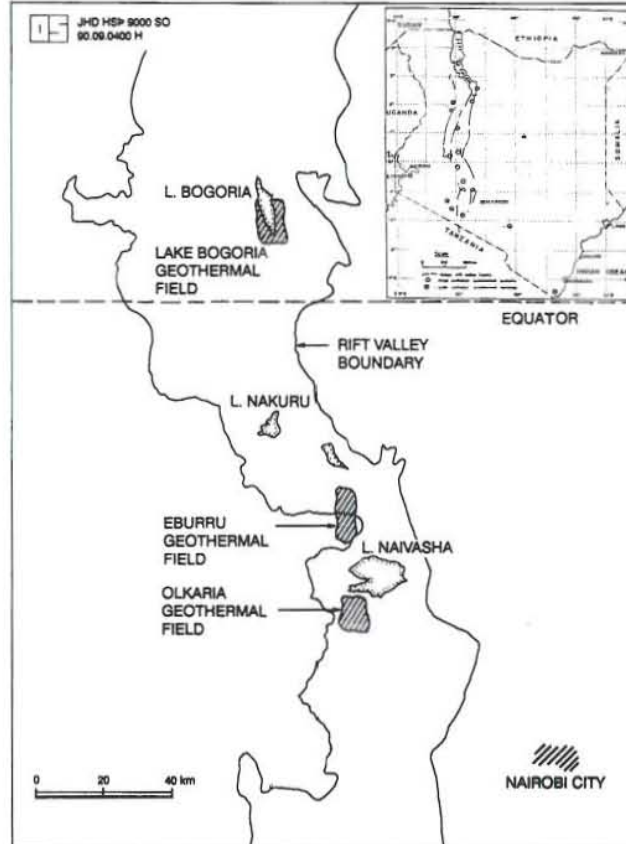 JHD HSÞ 9000 SO
90.09.0400 H
ETHIOPIA
UGANDA
SOMALIA
TANZANIA
L. BOGORIA
LAKE BOGORIA
GEOTHERMAL
FIELD
EQUATOR
RIFT VALLEY
BOUNDARY
L. NAKURU
EBURRU
GEOTHERMAL
FIELD
L. NAIVASHA
OLKARIA
GEOTHERMAL
FIELD
0 20 40 km
NAIROBI CITY